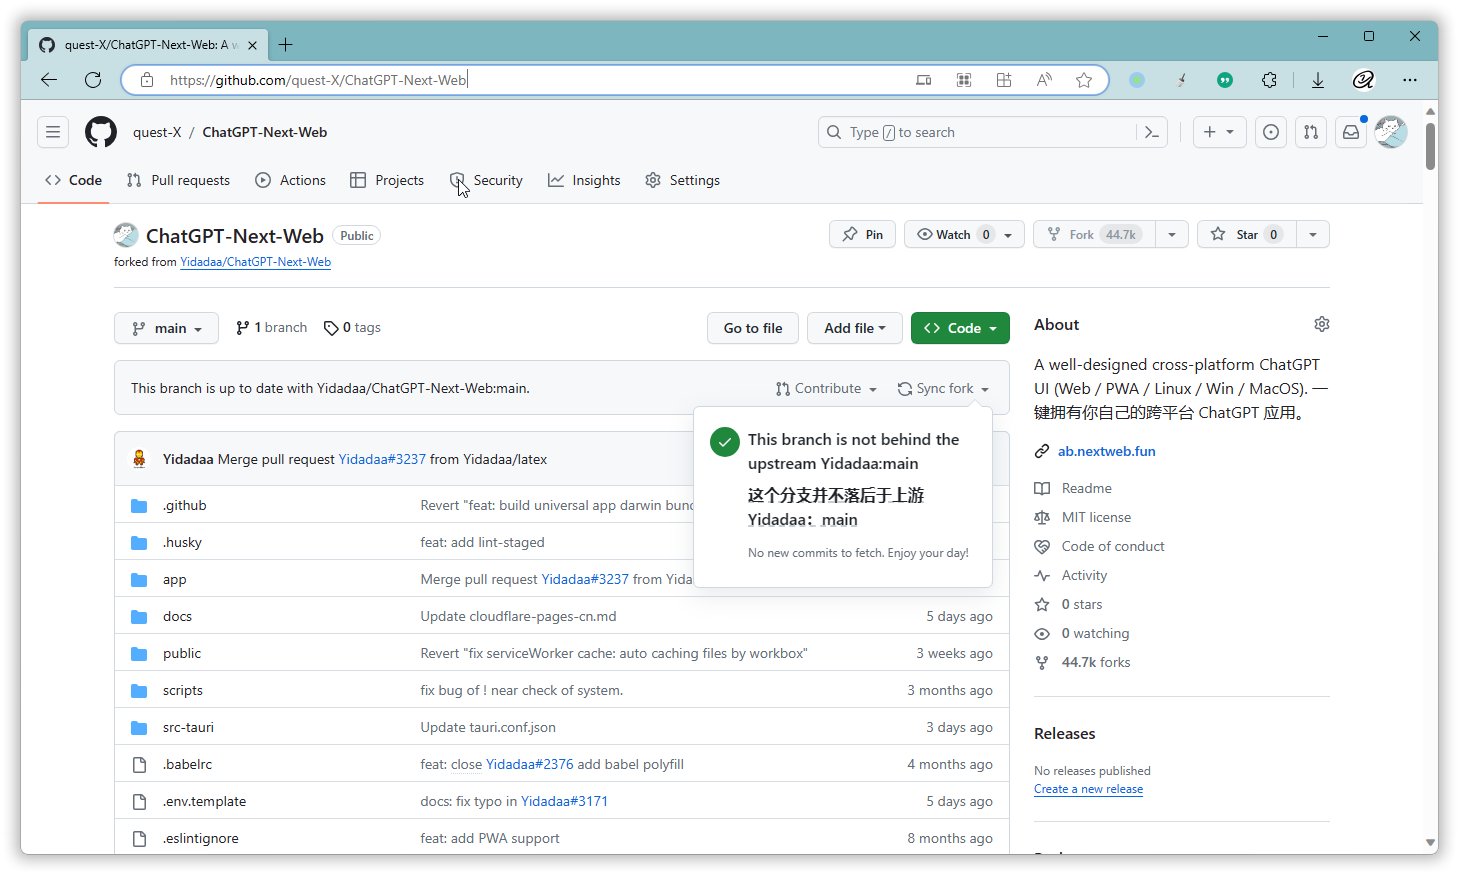 quest-X/ChatGPT-Next-Web: A w
https://github.com/quest-X/ChatGPT-Next-Web
quest-X / ChatGPT-Next-Web
Type / to search
Code Pull requests Actions Projects Security Insights Settings
ChatGPT-Next-Web Public
Pin Watch 0 Fork 44.7k Star 0
forked from Yidadaa/ChatGPT-Next-Web
main 1 branch 0 tags
Go to file Add file Code
This branch is up to date with Yidadaa/ChatGPT-Next-Web:main.
Contribute Sync fork
This branch is not behind the
upstream Yidadaa:main
这个分支并不落后于上游
Yidadaa：main
No new commits to fetch. Enjoy your day!
Yidadaa Merge pull request Yidadaa#3237 from Yidadaa/latex
.github Revert "feat: build universal app darwin bund
.husky feat: add lint-staged
app Merge pull request Yidadaa#3237 from Yida
docs Update cloudflare-pages-cn.md 5 days ago
public Revert "fix serviceWorker cache: auto caching files by workbox" 3 weeks ago
scripts fix bug of ! near check of system. 3 months ago
src-tauri Update tauri.conf.json 3 days ago
.babelrc feat: close Yidadaa#2376 add babel polyfill 4 months ago
.env.template docs: fix typo in Yidadaa#3171 5 days ago
.eslintignore feat: add PWA support 8 months ago
About
A well-designed cross-platform ChatGPT
UI (Web / PWA / Linux / Win / MacOS). 一
键拥有你自己的跨平台 ChatGPT 应用。
ab.nextweb.fun
Readme
MIT license
Code of conduct
Activity
0 stars
0 watching
44.7k forks
Releases
No releases published
Create a new release